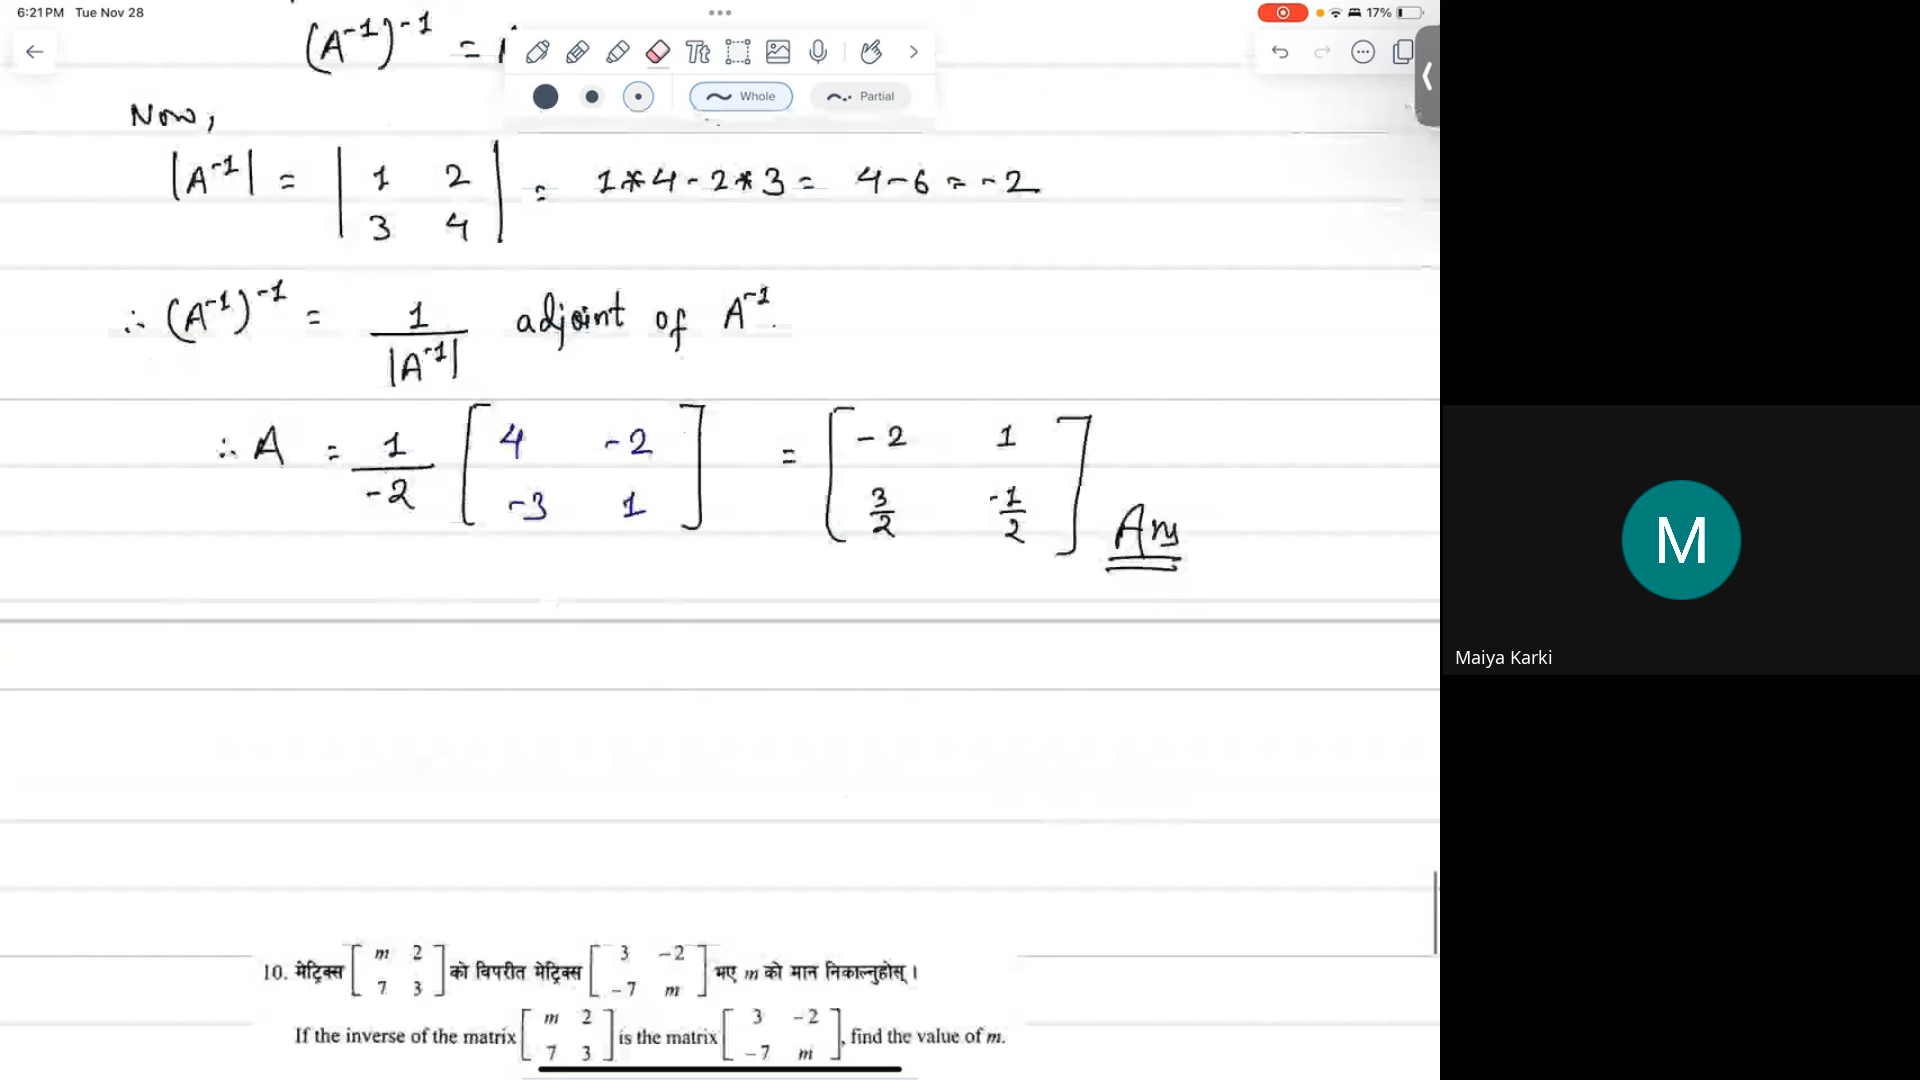 6:21 PM Tue Nov 28
17%
(A⁻¹)⁻¹ =
Tt
Whole
Partial
Now,
|A⁻¹| = | 1 2 | = 1*4 - 2*3 = 4 - 6 = -2
| 3 4 |
∴ (A⁻¹)⁻¹ = 1/|A⁻¹| adjoint of A⁻¹.
∴ A = 1/-2 [ 4 -2 ] = [ -2 1 ]
[ -3 1 ] [ 3/2 -1/2 ] Ans
10. मेट्रिक्स [ m 2 ] को विपरीत मेट्रिक्स [ 3 -2 ] भए m को मान निकाल्नुहोस् ।
[ 7 3 ] [ -7 m ]
If the inverse of the matrix [ m 2 ] is the matrix [ 3 -2 ], find the value of m.
[ 7 3 ] [ -7 m ]
M
Maiya Karki